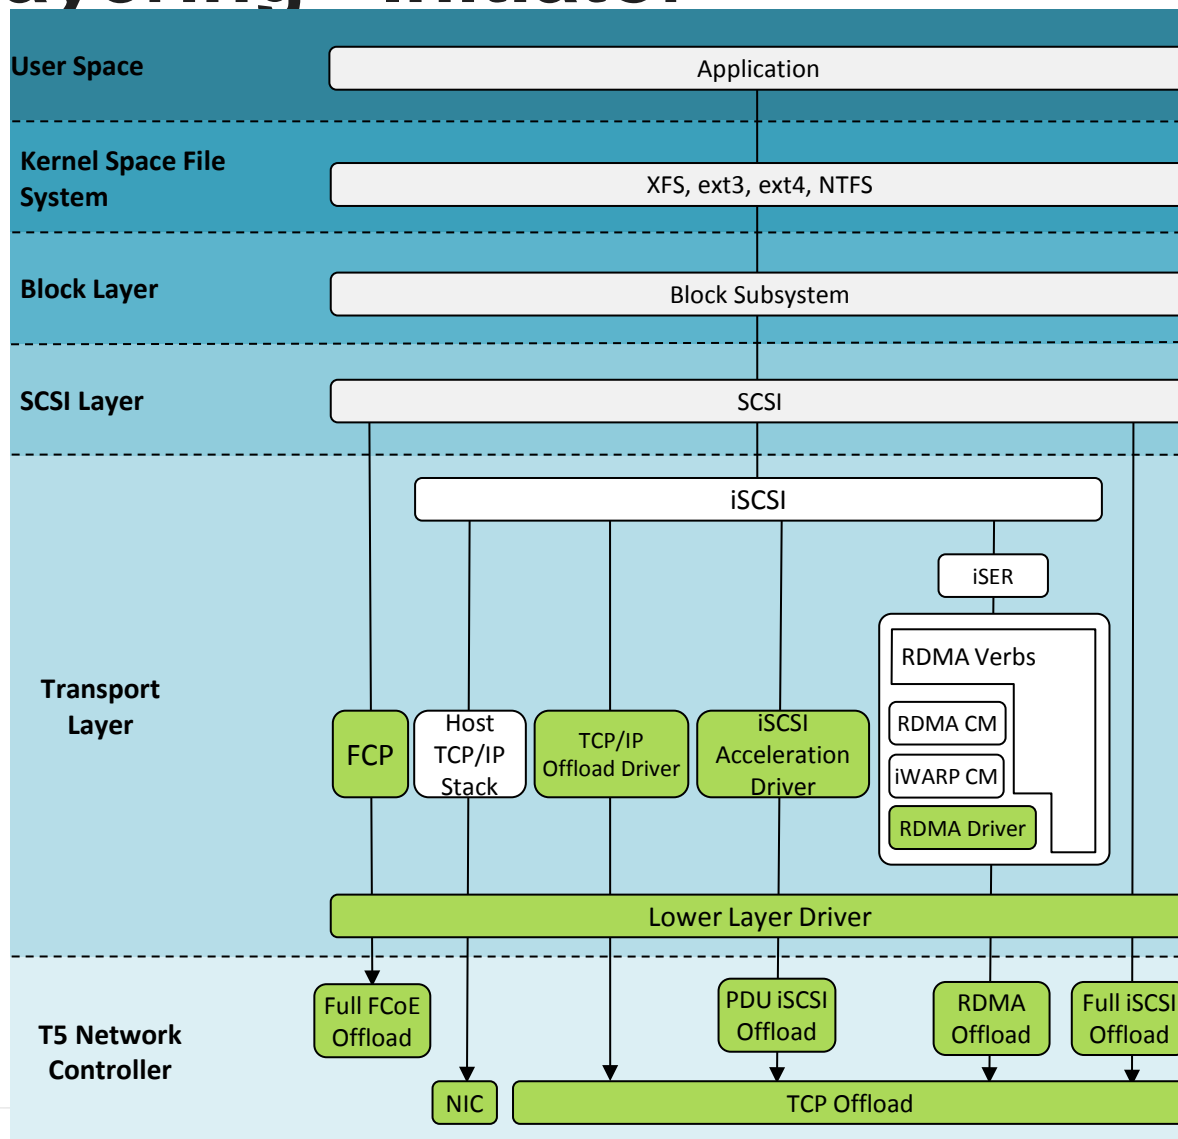 User Space
Application
Kernel Space File
System
XFS, ext3, ext4, NTFS
Block Layer
Block Subsystem
SCSI Layer
SCSI
iSCSI
iSER
RDMA Verbs
Transport
Layer
FCP
Host
TCP/IP
Stack
TCP/IP
Offload Driver
iSCSI
Acceleration
Driver
RDMA CM
iWARP CM
RDMA Driver
Lower Layer Driver
T5 Network
Controller
Full FCoE
Offload
PDU iSCSI
Offload
RDMA
Offload
Full iSCSI
Offload
NIC
TCP Offload